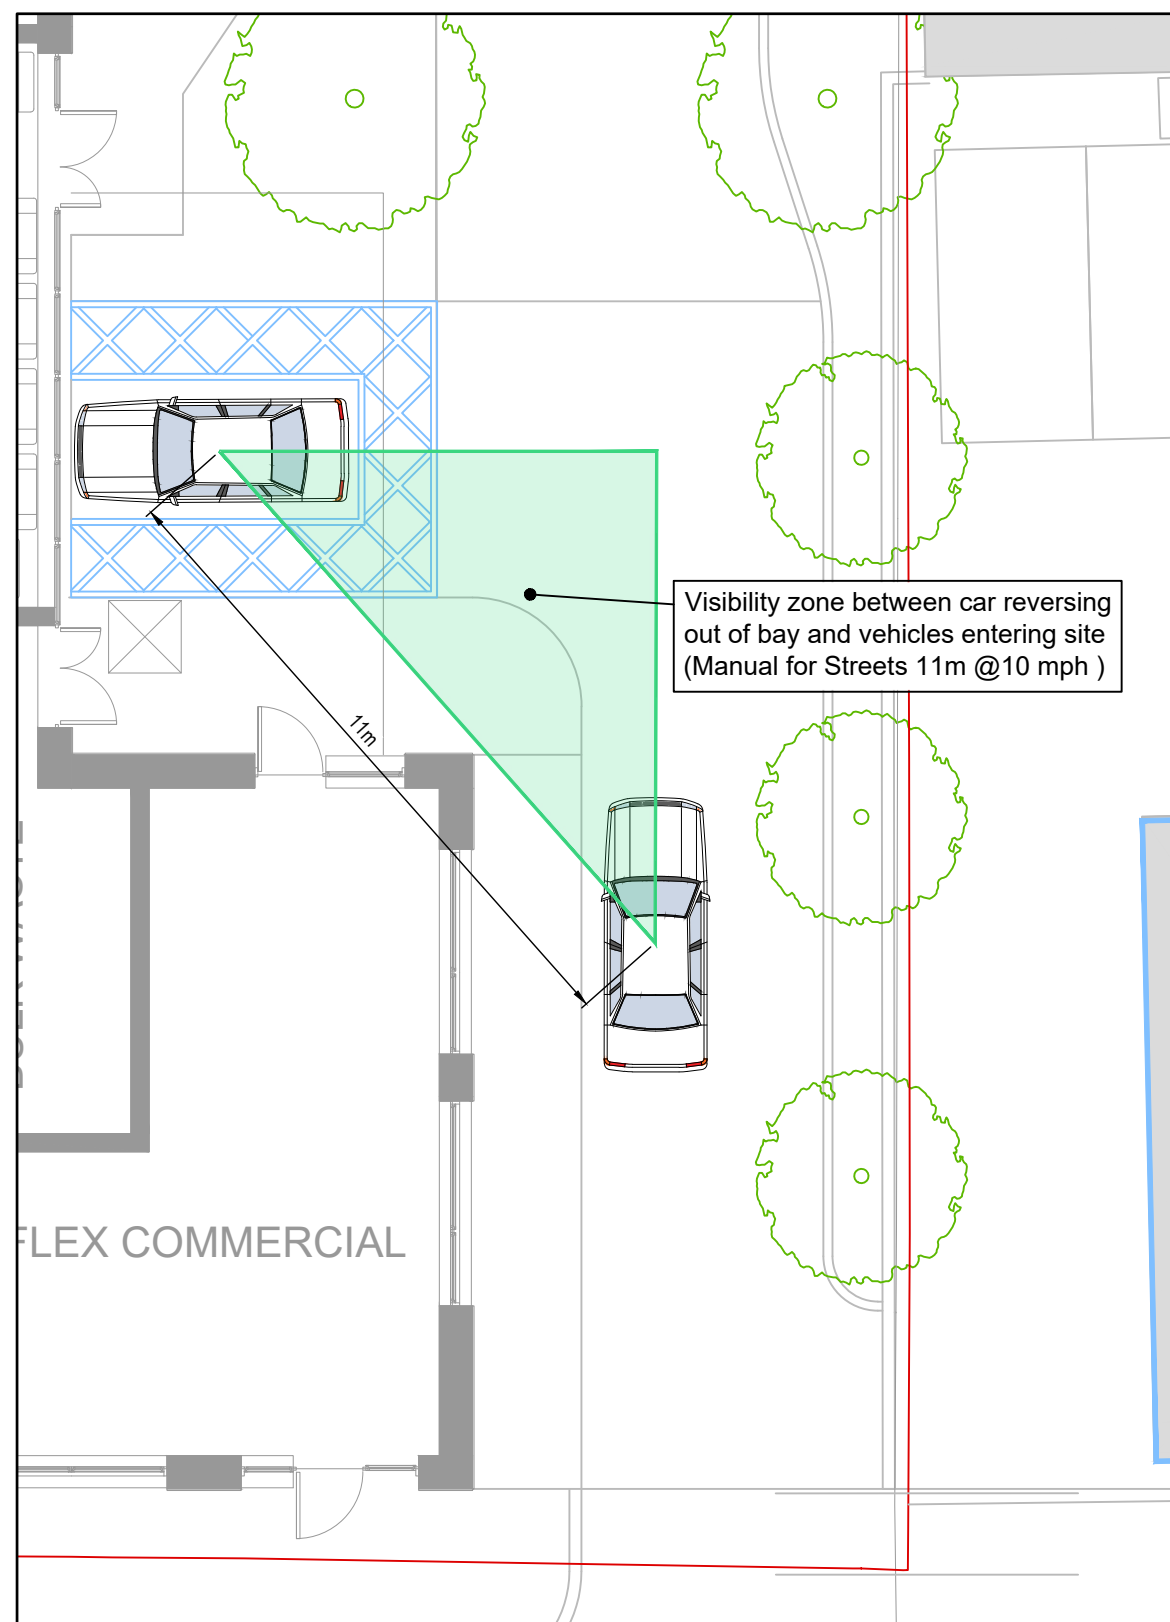 Visibility zone between car reversing
out of bay and vehicles entering site
(Manual for Streets 11m @10 mph )
11m
FLEX COMMERCIAL